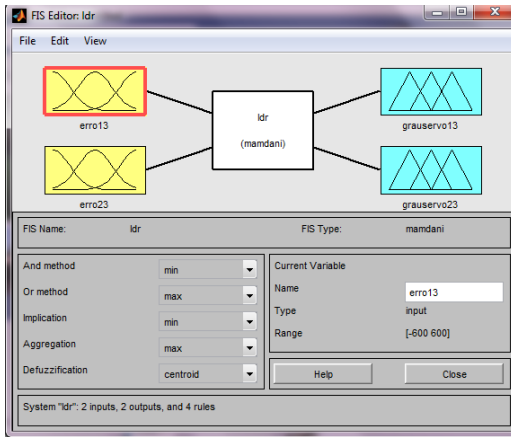 FIS Editor: ldr
File Edit View
erro13
erro23
ldr
(mamdani)
grauservo13
grauservo23
FIS Name: ldr FIS Type: mamdani
And method min
Or method max
Implication min
Aggregation max
Defuzzification centroid
Current Variable
Name erro13
Type input
Range [-600 600]
Help Close
System "ldr": 2 inputs, 2 outputs, and 4 rules